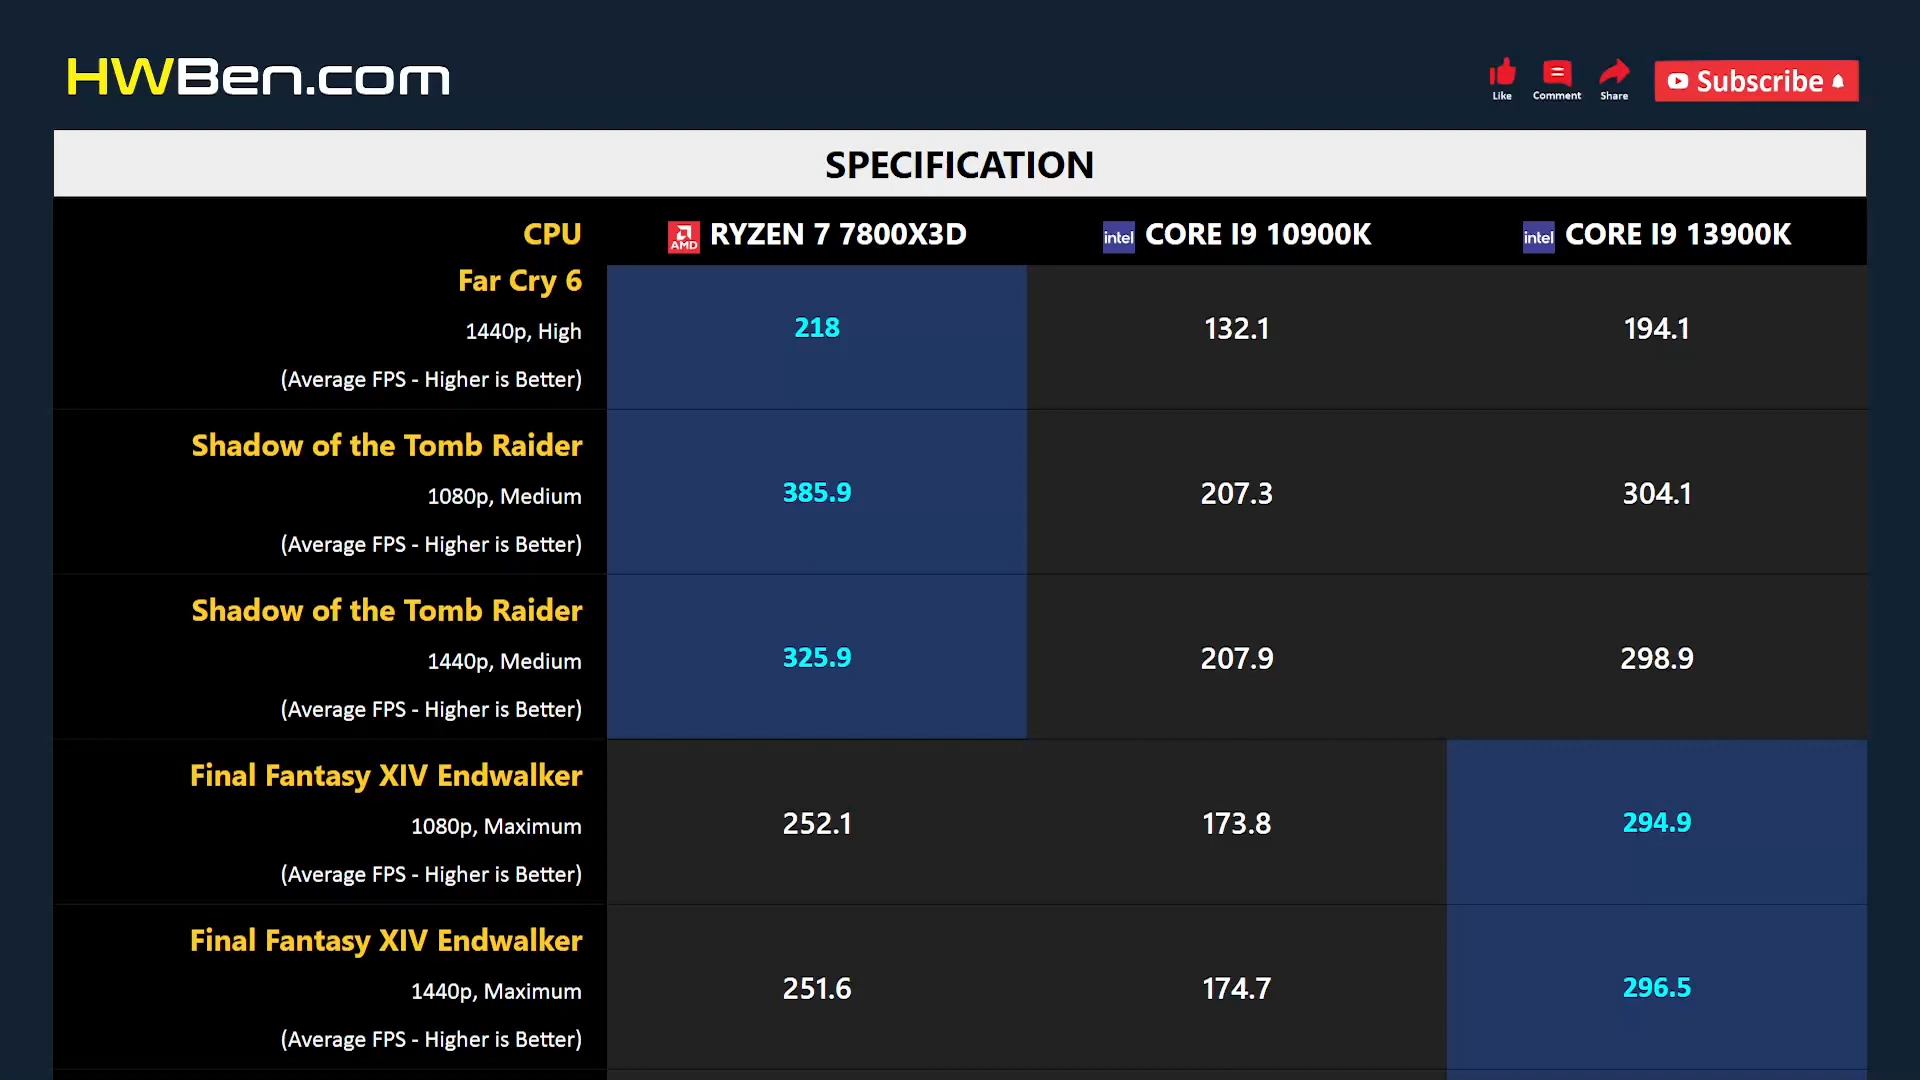 HWBen.com
Like Comment Share Subscribe
SPECIFICATION
CPU AMD RYZEN 7 7800X3D intel CORE I9 10900K intel CORE I9 13900K
Far Cry 6
1440p, High 218 132.1 194.1
(Average FPS - Higher is Better)
Shadow of the Tomb Raider
1080p, Medium 385.9 207.3 304.1
(Average FPS - Higher is Better)
Shadow of the Tomb Raider
1440p, Medium 325.9 207.9 298.9
(Average FPS - Higher is Better)
Final Fantasy XIV Endwalker
1080p, Maximum 252.1 173.8 294.9
(Average FPS - Higher is Better)
Final Fantasy XIV Endwalker
1440p, Maximum 251.6 174.7 296.5
(Average FPS - Higher is Better)